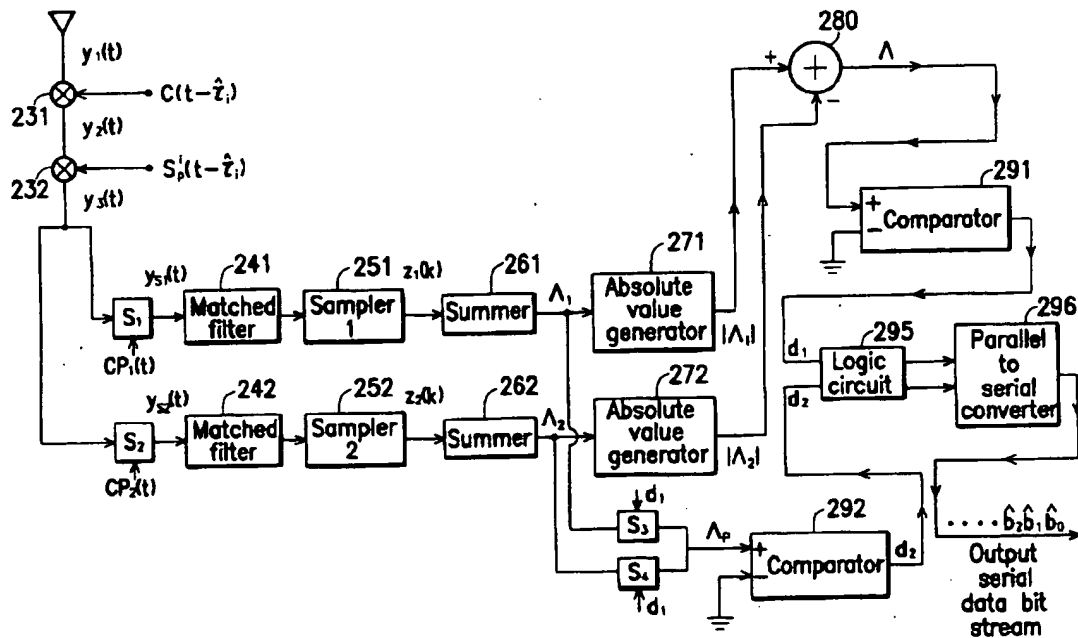 y₁(t)
231
C(t-τ̂ᵢ)
y₂(t)
232
Sₚⁱ(t-τ̂ᵢ)
y₃(t)
280
+
+
−
Λ
291
+
−
Comparator
yₛ₁(t)
241
251
z₁(k)
261
271
S₁
Matched
filter
Sampler
1
Summer
Λ₁
Absolute
value
generator
|Λ₁|
CP₁(t)
d₁
295
296
Logic
circuit
d₂
Parallel
to
serial
converter
yₛ₂(t)
242
252
z₂(k)
262
272
S₂
Matched
filter
Sampler
2
Summer
Λ₂
Absolute
value
generator
|Λ₂|
CP₂(t)
d₁
S₃
S₄
d₁
Λₚ
292
+
−
Comparator
d₂
....b̂₂b̂₁b̂₀
Output
serial
data bit
stream